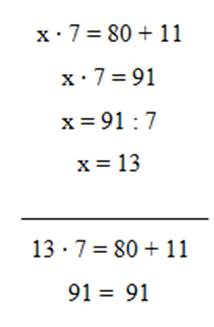 x · 7 = 80 + 11
x · 7 = 91
x = 91 : 7
x = 13
13 · 7 = 80 + 11
91 = 91